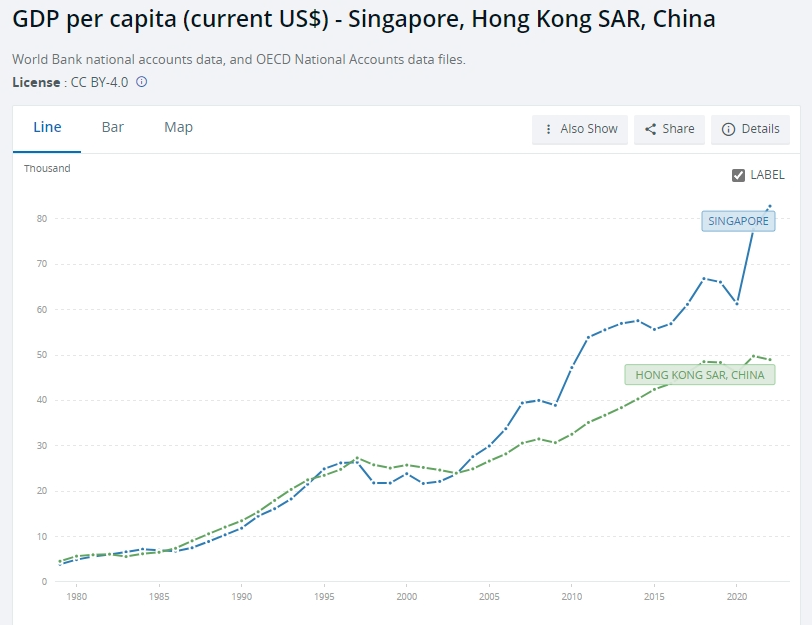 GDP per capita (current US$) - Singapore, Hong Kong SAR, China
World Bank national accounts data, and OECD National Accounts data files.
License : CC BY-4.0
Line Bar Map
Also Show Share Details
Thousand
LABEL
80
70
60
50
40
30
20
10
0
SINGAPORE
HONG KONG SAR, CHINA
1980 1985 1990 1995 2000 2005 2010 2015 2020